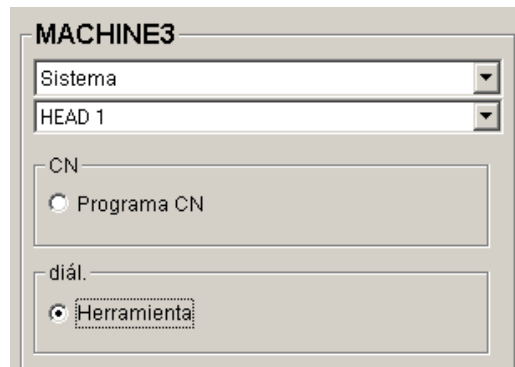 MACHINE3
Sistema
HEAD 1
CN
Programa CN
diál.
Herramienta